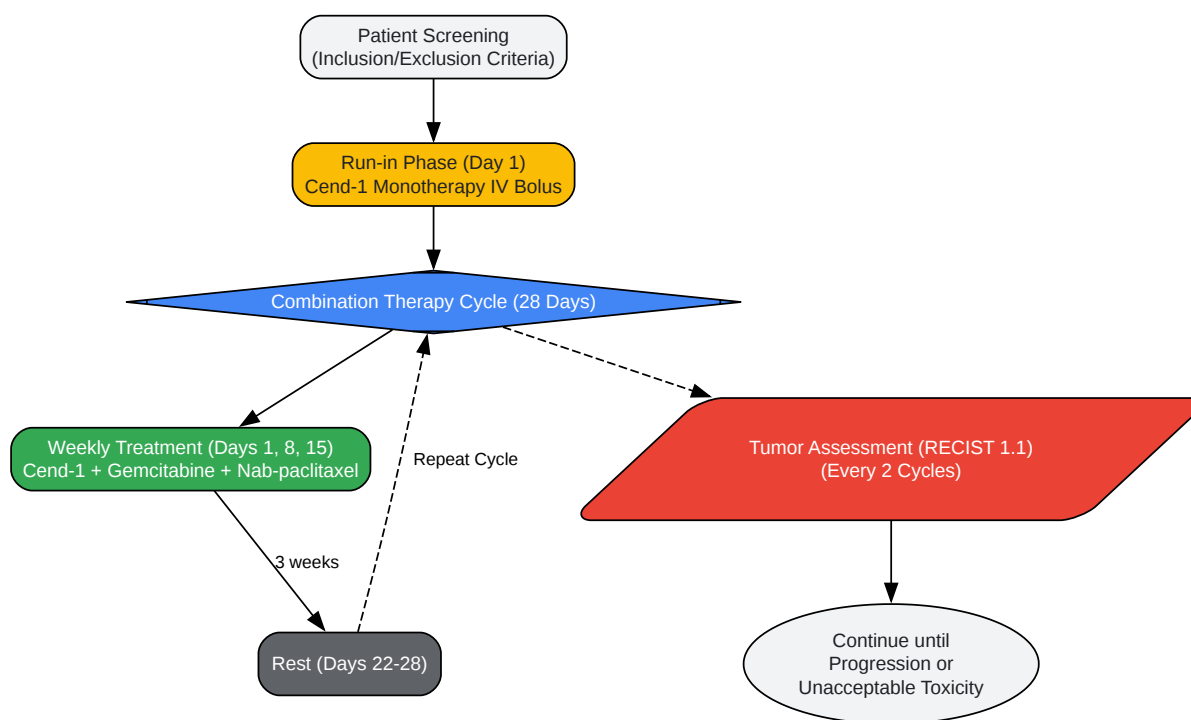 Patient Screening
(Inclusion/Exclusion Criteria)
Run-in Phase (Day 1)
Cend-1 Monotherapy IV Bolus
Combination Therapy Cycle (28 Days)
Weekly Treatment (Days 1, 8, 15)
Cend-1 + Gemcitabine + Nab-paclitaxel
Repeat Cycle
Tumor Assessment (RECIST 1.1)
(Every 2 Cycles)
3 weeks
Rest (Days 22-28)
Continue until
Progression or
Unacceptable Toxicity